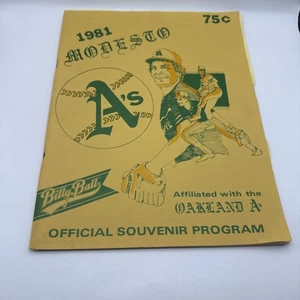 1981
75¢
MODESTO
A's
Billy Ball
Affiliated with the
OAKLAND A's
OFFICIAL SOUVENIR PROGRAM